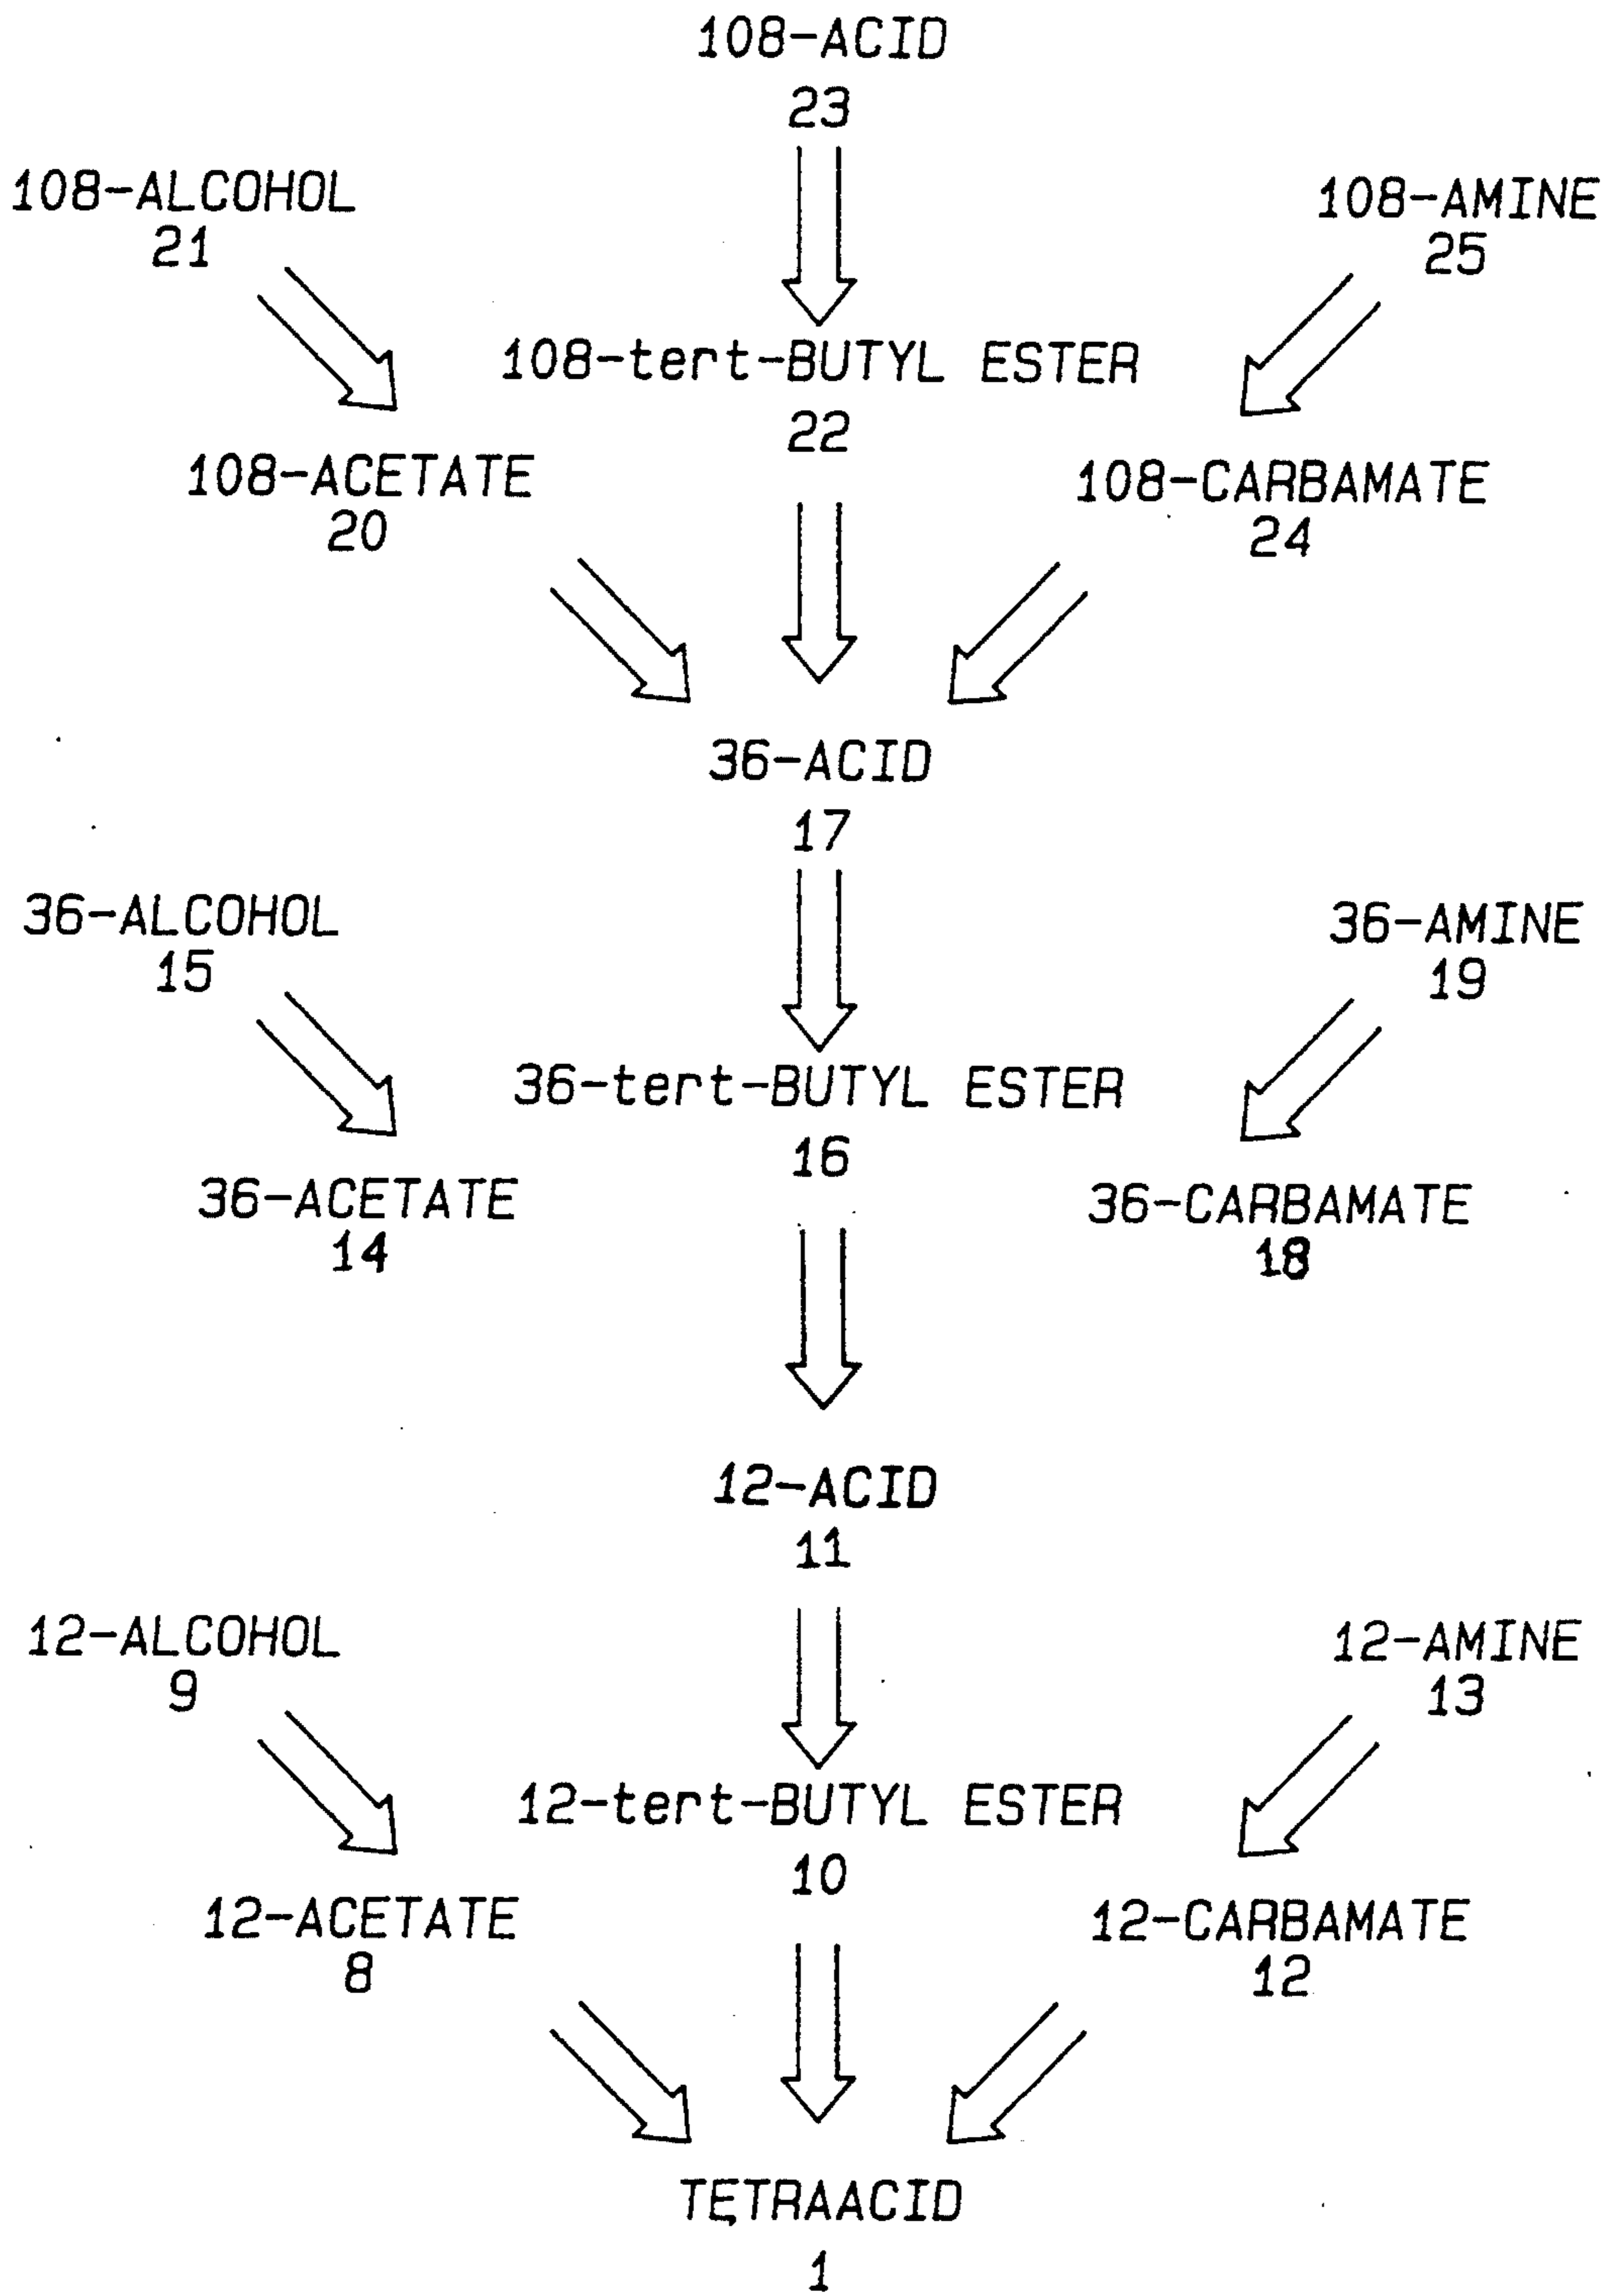 108-ACID
23
108-ALCOHOL
21
108-AMINE
25
108-tert-BUTYL ESTER
22
108-ACETATE
20
108-CARBAMATE
24
36-ACID
17
36-ALCOHOL
15
36-AMINE
19
36-tert-BUTYL ESTER
16
36-ACETATE
14
36-CARBAMATE
18
12-ACID
11
12-ALCOHOL
9
12-AMINE
13
12-tert-BUTYL ESTER
10
12-ACETATE
8
12-CARBAMATE
12
TETRAACID
1